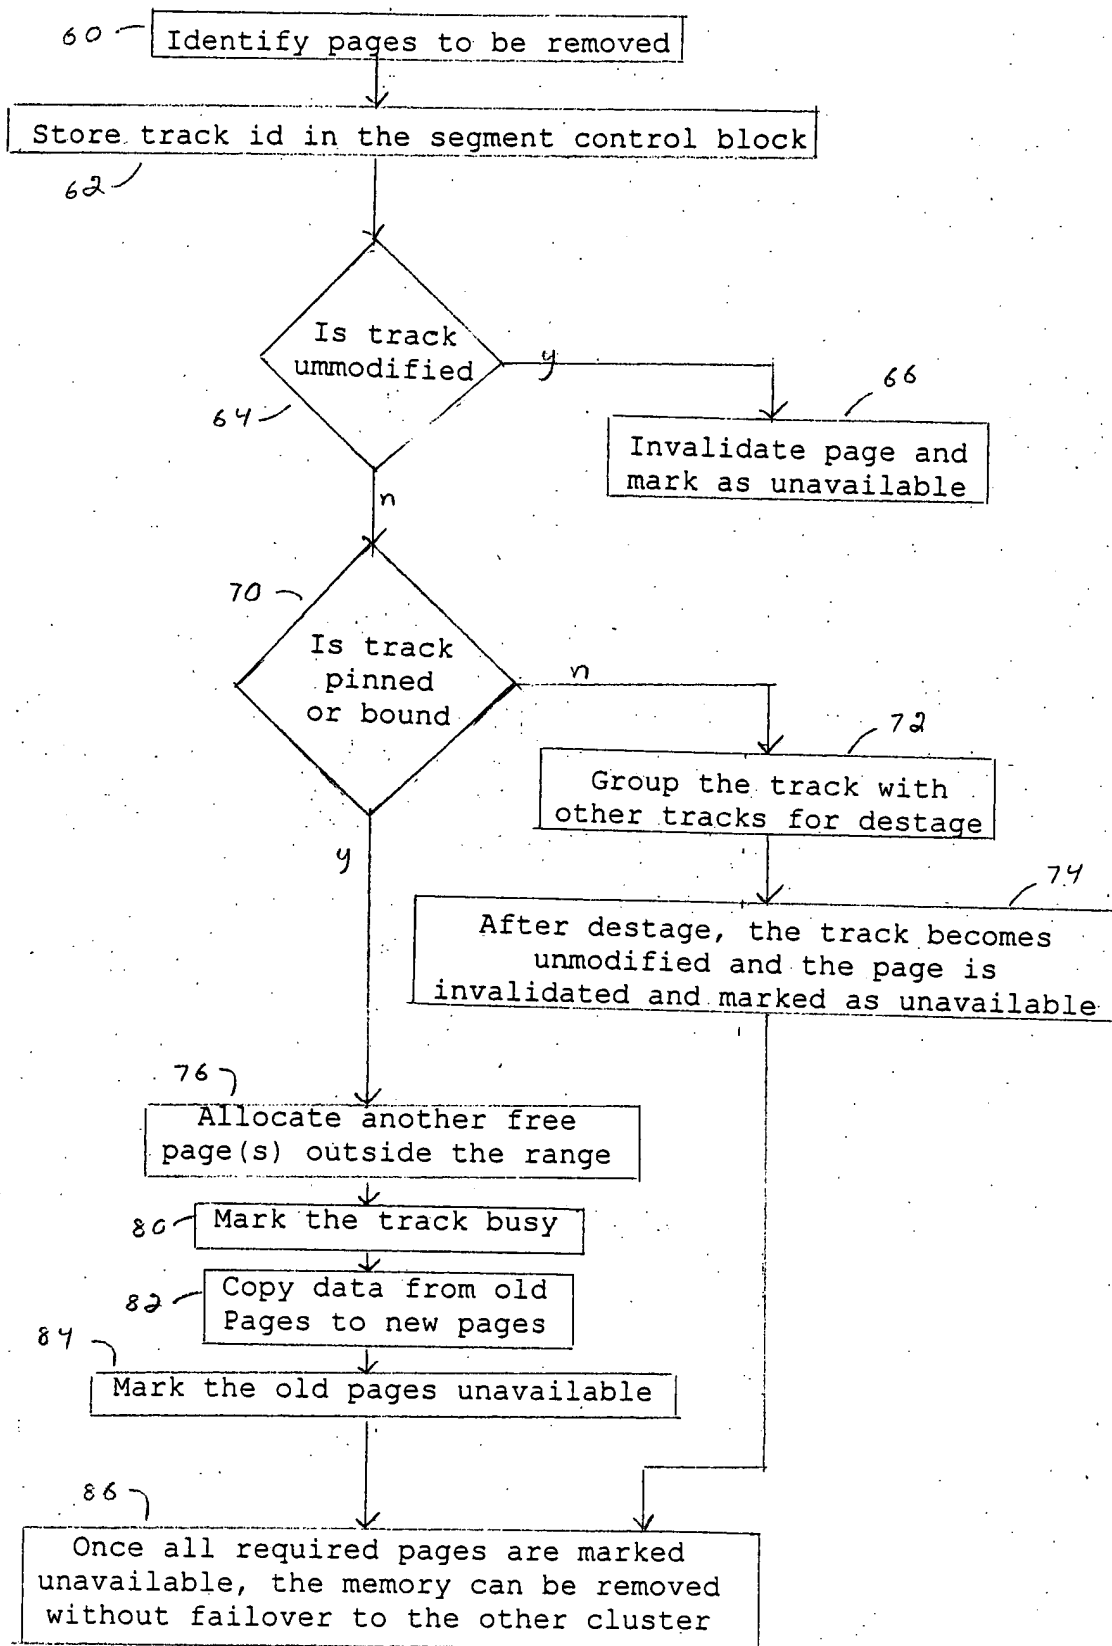 60
Identify pages to be removed
Store track id in the segment control block
62
Is track
ummodified
y
64
66
Invalidate page and
mark as unavailable
n
70
Is track
pinned
or bound
n
72
Group the track with
other tracks for destage
y
74
After destage, the track becomes
unmodified and the page is
invalidated and marked as unavailable
76
Allocate another free
page(s) outside the range
80
Mark the track busy
82
Copy data from old
Pages to new pages
84
Mark the old pages unavailable
86
Once all required pages are marked
unavailable, the memory can be removed
without failover to the other cluster